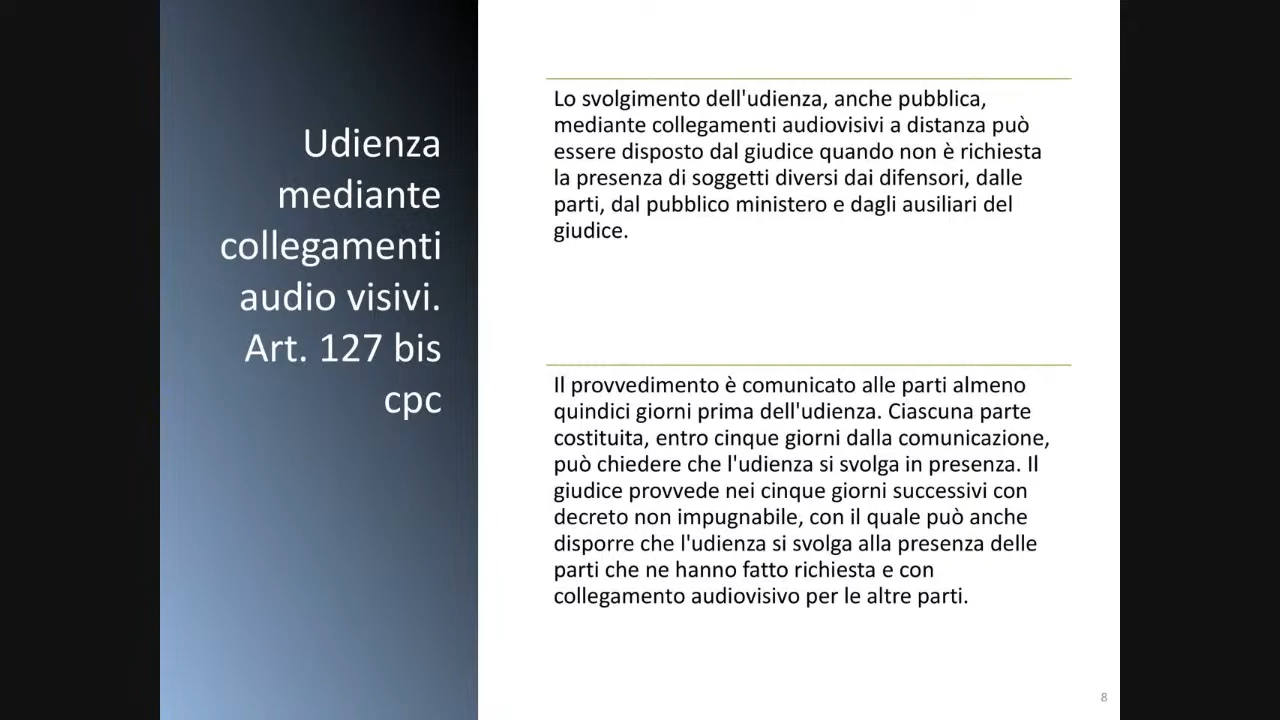 Udienza
mediante
collegamenti
audio visivi.
Art. 127 bis
cpc
Lo svolgimento dell'udienza, anche pubblica,
mediante collegamenti audiovisivi a distanza può
essere disposto dal giudice quando non è richiesta
la presenza di soggetti diversi dai difensori, dalle
parti, dal pubblico ministero e dagli ausiliari del
giudice.
Il provvedimento è comunicato alle parti almeno
quindici giorni prima dell'udienza. Ciascuna parte
costituita, entro cinque giorni dalla comunicazione,
può chiedere che l'udienza si svolga in presenza. Il
giudice provvede nei cinque giorni successivi con
decreto non impugnabile, con il quale può anche
disporre che l'udienza si svolga alla presenza delle
parti che ne hanno fatto richiesta e con
collegamento audiovisivo per le altre parti.
8